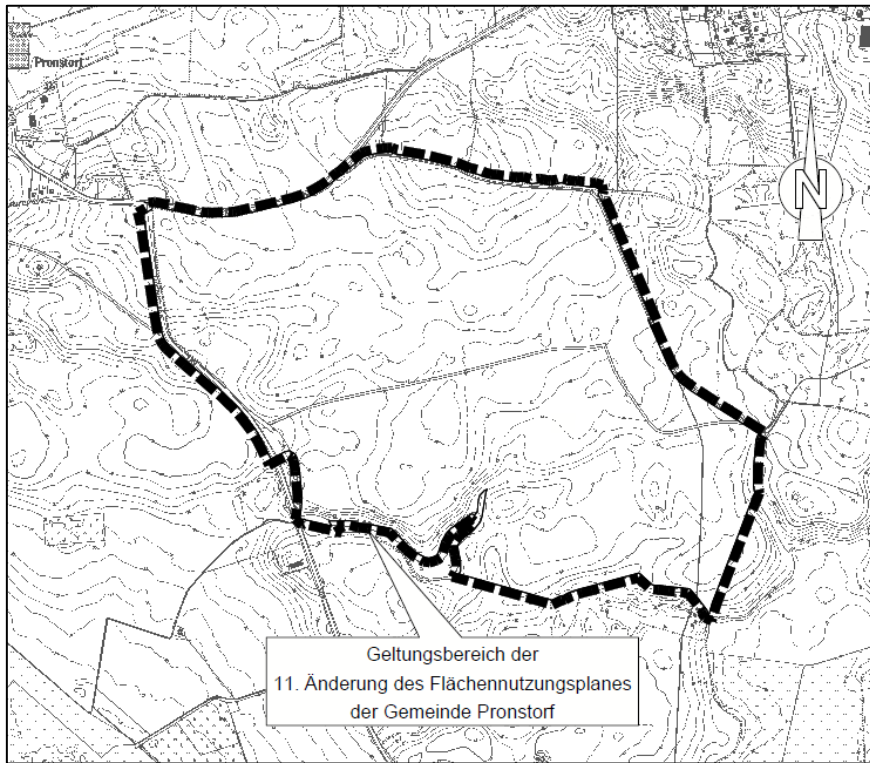 Pronstorf
N
Geltungsbereich der
11. Änderung des Flächennutzungsplanes
der Gemeinde Pronstorf